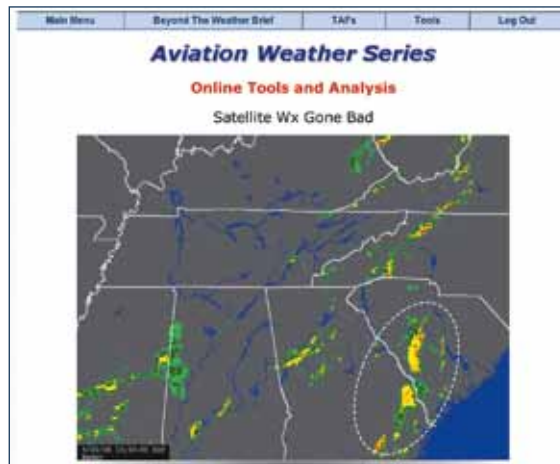 Main Menu Beyond The Weather Brief TAFs Tools Log Out
Aviation Weather Series
Online Tools and Analysis
Satellite Wx Gone Bad